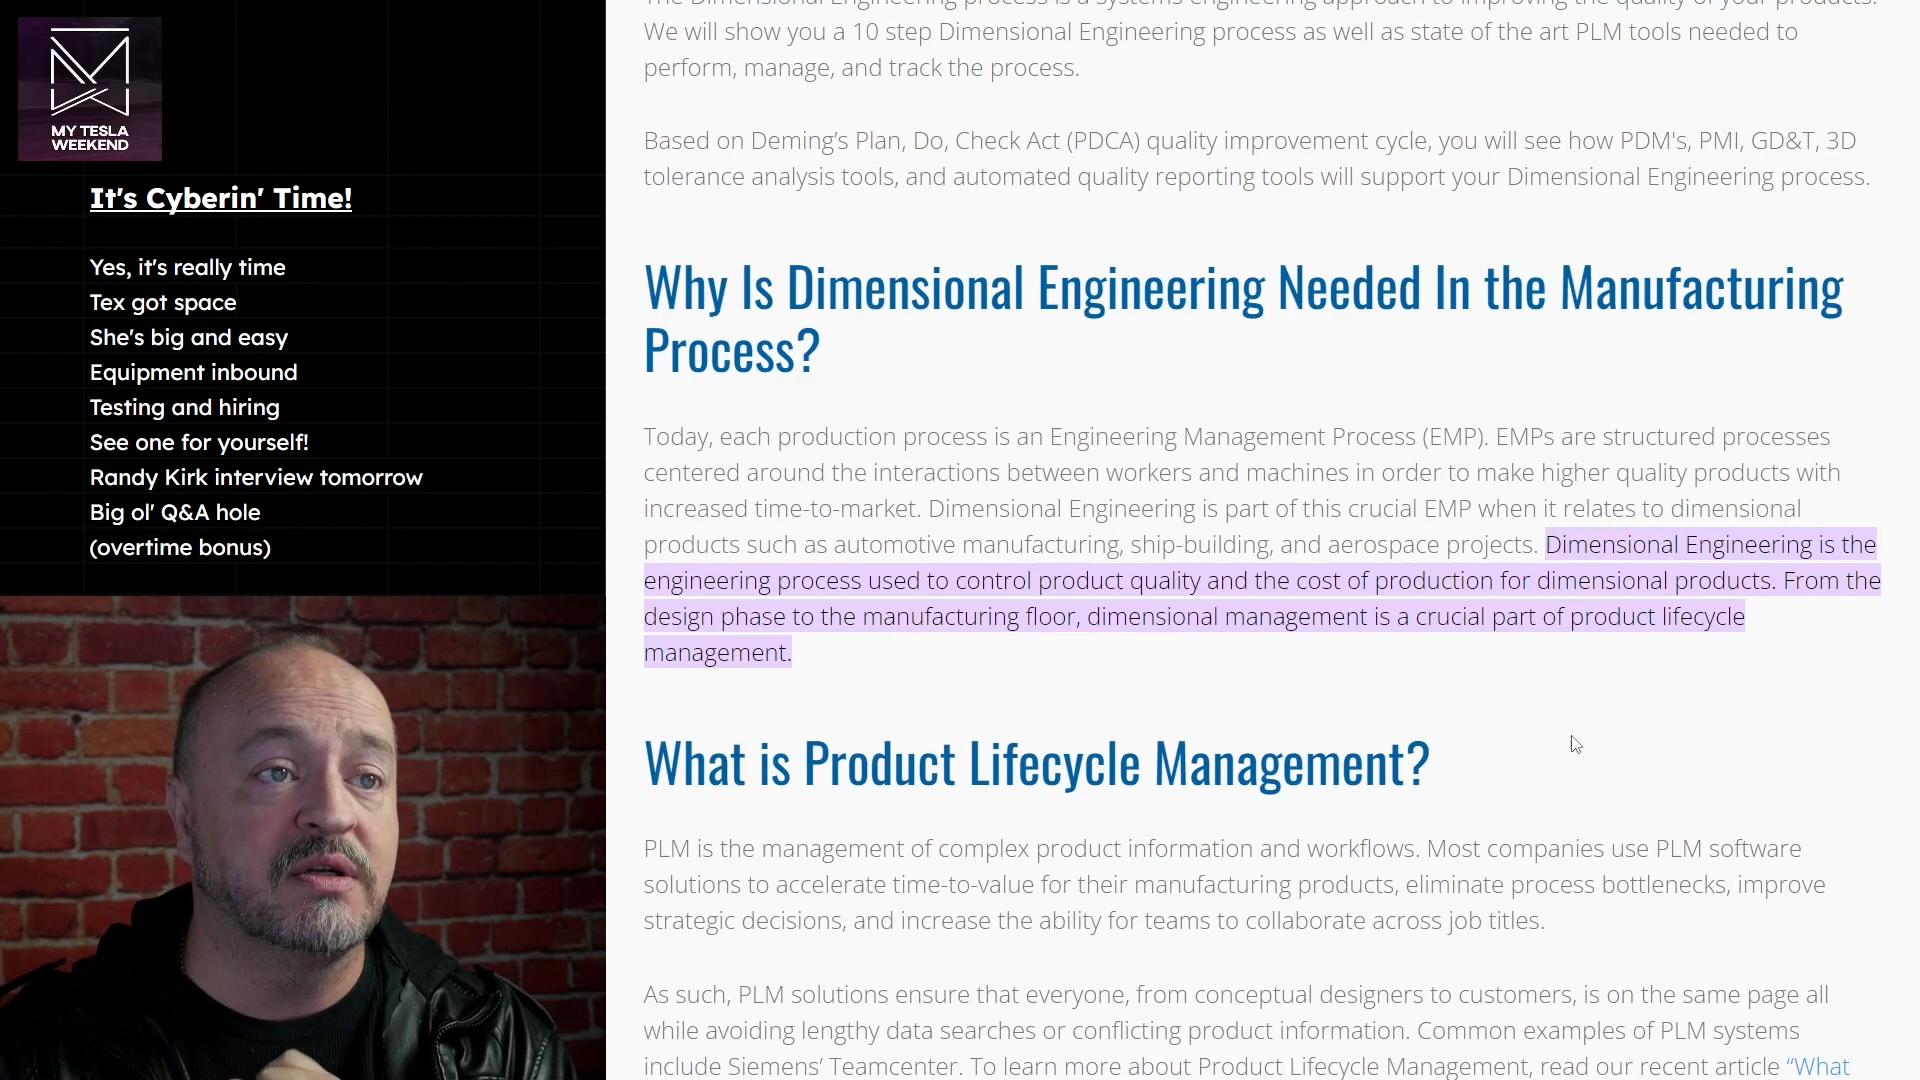 MY TESLA
WEEKEND
It's Cyberin' Time!
Yes, it's really time
Tex got space
She's big and easy
Equipment inbound
Testing and hiring
See one for yourself!
Randy Kirk interview tomorrow
Big ol' Q&A hole
(overtime bonus)
The Dimensional Engineering process is a systems engineering approach to improving the quality of your products.
We will show you a 10 step Dimensional Engineering process as well as state of the art PLM tools needed to
perform, manage, and track the process.
Based on Deming’s Plan, Do, Check Act (PDCA) quality improvement cycle, you will see how PDM's, PMI, GD&T, 3D
tolerance analysis tools, and automated quality reporting tools will support your Dimensional Engineering process.
Why Is Dimensional Engineering Needed In the Manufacturing
Process?
Today, each production process is an Engineering Management Process (EMP). EMPs are structured processes
centered around the interactions between workers and machines in order to make higher quality products with
increased time-to-market. Dimensional Engineering is part of this crucial EMP when it relates to dimensional
products such as automotive manufacturing, ship-building, and aerospace projects. Dimensional Engineering is the
engineering process used to control product quality and the cost of production for dimensional products. From the
design phase to the manufacturing floor, dimensional management is a crucial part of product lifecycle
management.
What is Product Lifecycle Management?
PLM is the management of complex product information and workflows. Most companies use PLM software
solutions to accelerate time-to-value for their manufacturing products, eliminate process bottlenecks, improve
strategic decisions, and increase the ability for teams to collaborate across job titles.
As such, PLM solutions ensure that everyone, from conceptual designers to customers, is on the same page all
while avoiding lengthy data searches or conflicting product information. Common examples of PLM systems
include Siemens’ Teamcenter. To learn more about Product Lifecycle Management, read our recent article “What